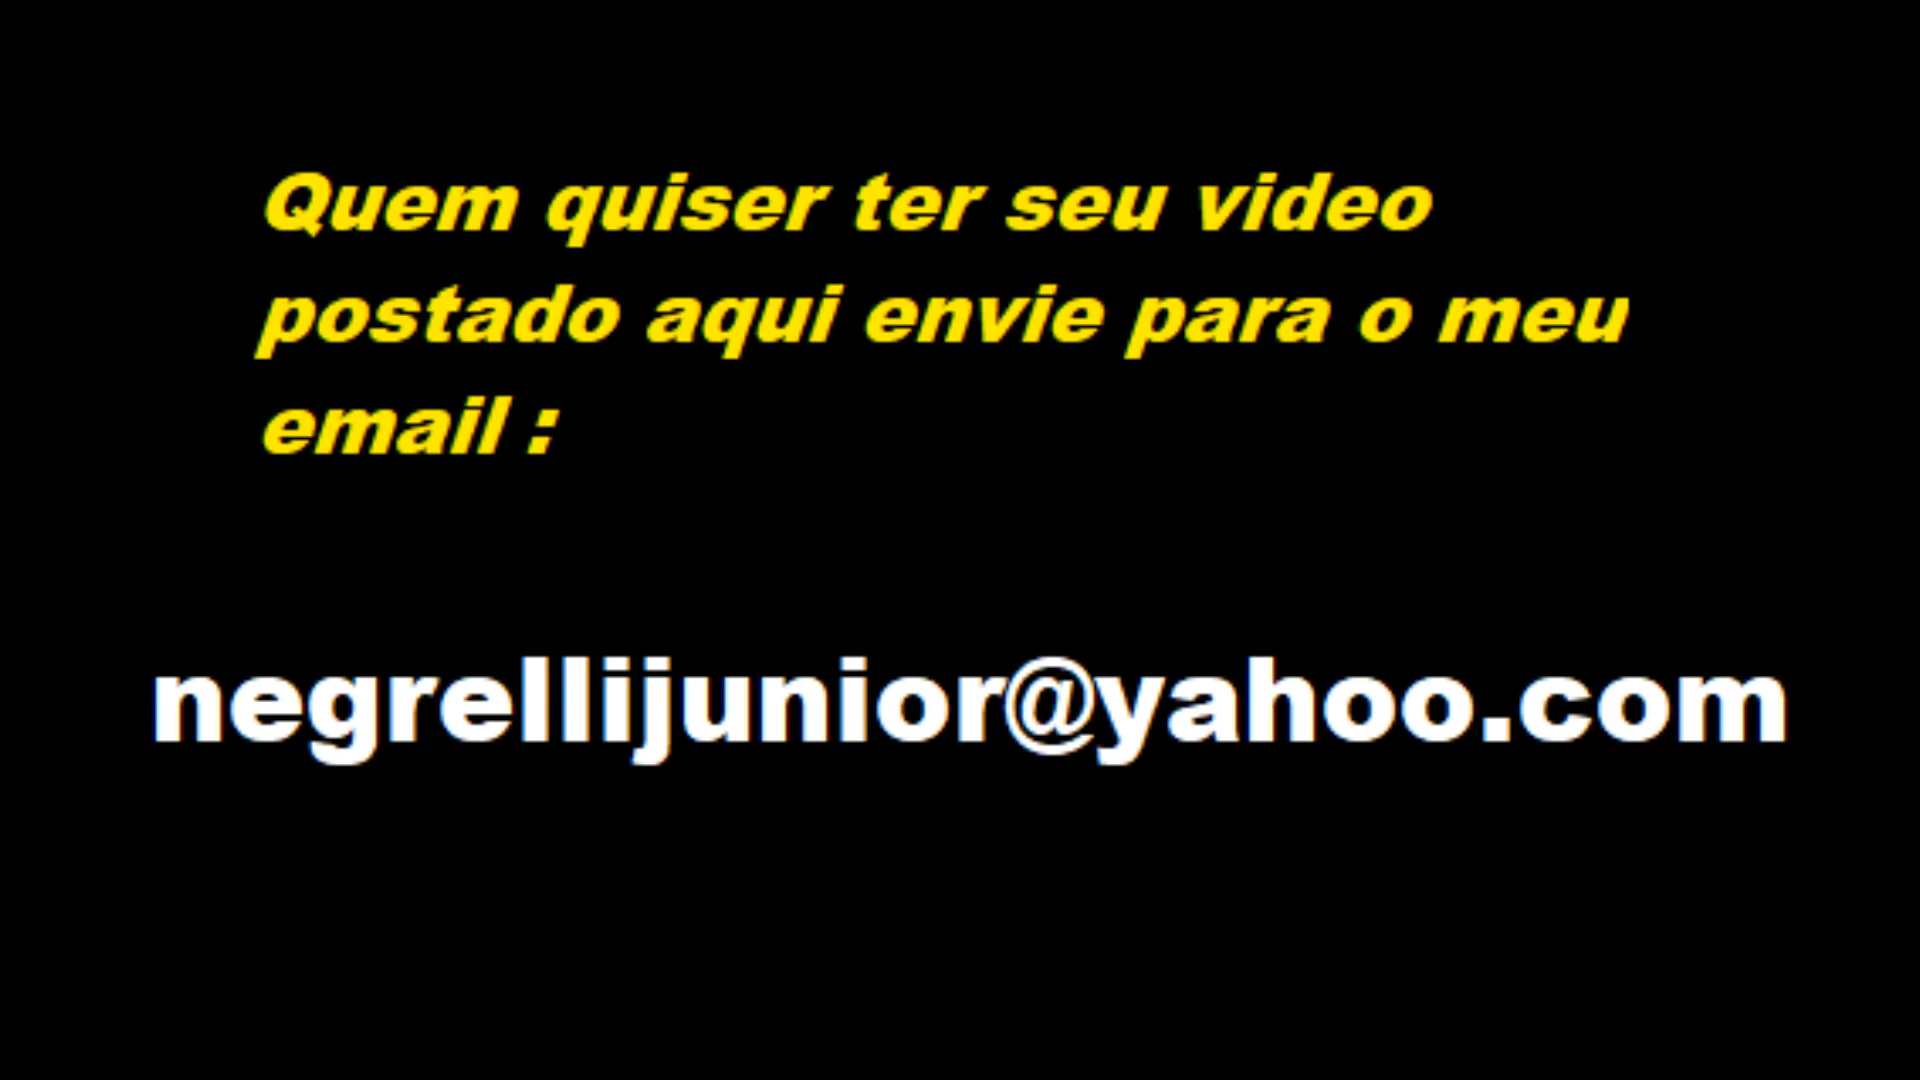 Quem quiser ter seu video
postado aqui envie para o meu
email :
negrellijunior@yahoo.com